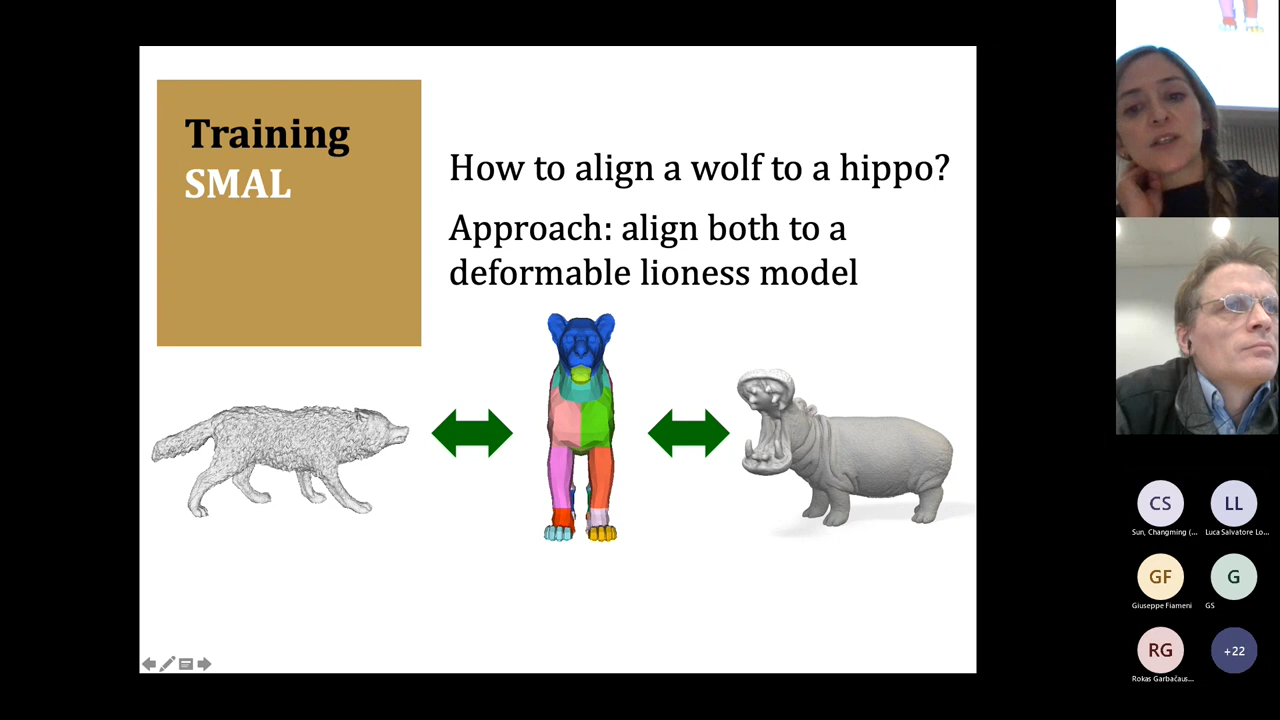 Training
SMAL
How to align a wolf to a hippo?
Approach: align both to a
deformable lioness model
CS
LL
Sun, Changming (...
Luca Salvatore Lo...
GF
G
Giuseppe Fiameni
GS
RG
+22
Rokas Garbačaus...